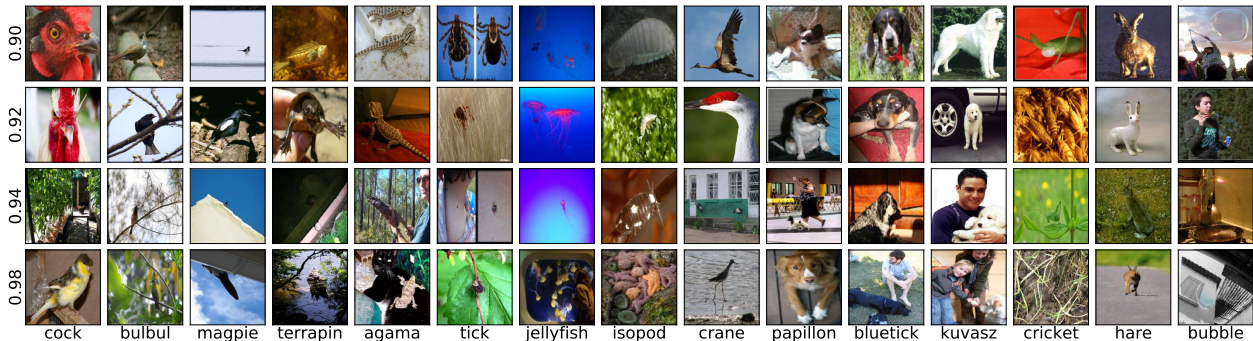 0.90
0.92
0.94
0.98
cock bulbul magpie terrapin agama tick jellyfish isopod crane papillon bluetick kuvasz cricket hare bubble